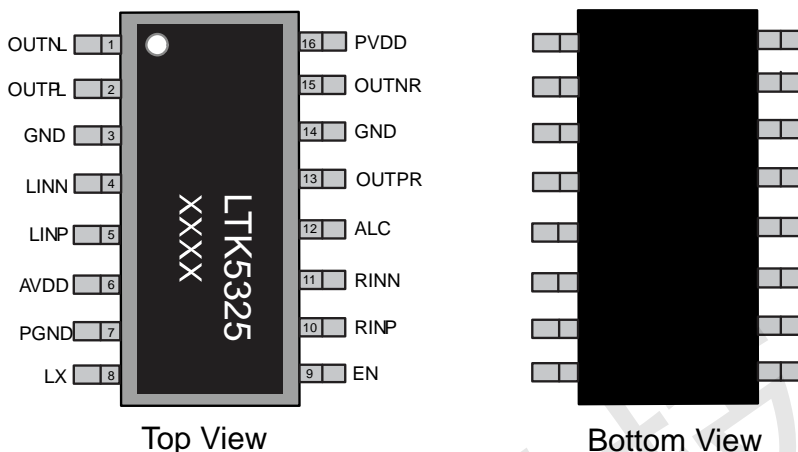 OUTNL 1
OUTPL 2
GND 3
LINN 4
LINP 5
AVDD 6
PGND 7
LX 8
16 PVDD
15 OUTNR
14 GND
13 OUTPR
12 ALC
11 RINN
10 RINP
9 EN
LTK5325
XXXX
Top View
Bottom View